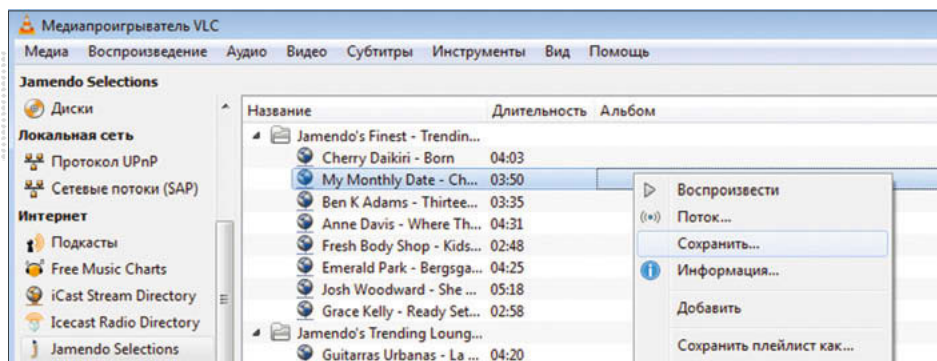 Медиапроигрыватель VLC
Медиа Воспроизведение Аудио Видео Субтитры Инструменты Вид Помощь
Jamendo Selections
Диски
Локальная сеть
Протокол UPnP
Сетевые потоки (SAP)
Интернет
Подкасты
Free Music Charts
iCast Stream Directory
Icecast Radio Directory
Jamendo Selections
Название Длительность Альбом
Jamendo's Finest - Trendin...
Cherry Daikiri - Born 04:03
My Monthly Date - Ch... 03:50
Ben K Adams - Thirtee... 03:35
Anne Davis - Where Th... 04:31
Fresh Body Shop - Kids... 02:48
Emerald Park - Bergsga... 04:25
Josh Woodward - She ... 05:18
Grace Kelly - Ready Set... 02:58
Jamendo's Trending Loung...
Guitarras Urbanas - La ... 04:20
Воспроизвести
Поток...
Сохранить...
Информация...
Добавить
Сохранить плейлист как...